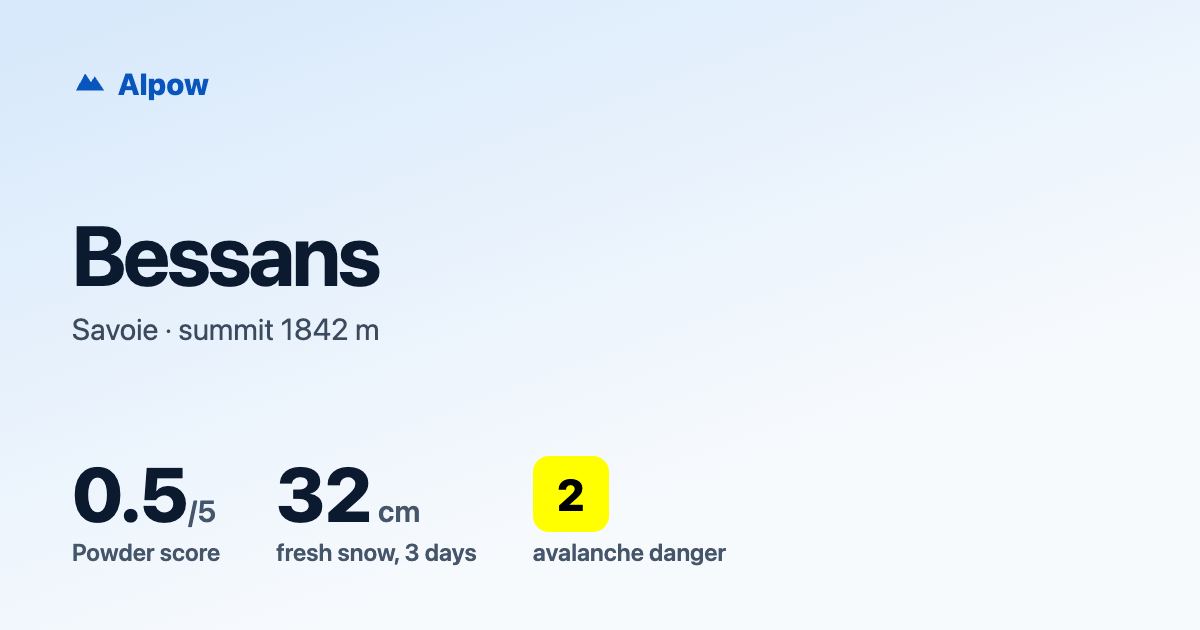 Alpow
Bessans
Savoie · summit 1842 m
0.5/5
Powder score
32 cm
fresh snow, 3 days
2
avalanche danger